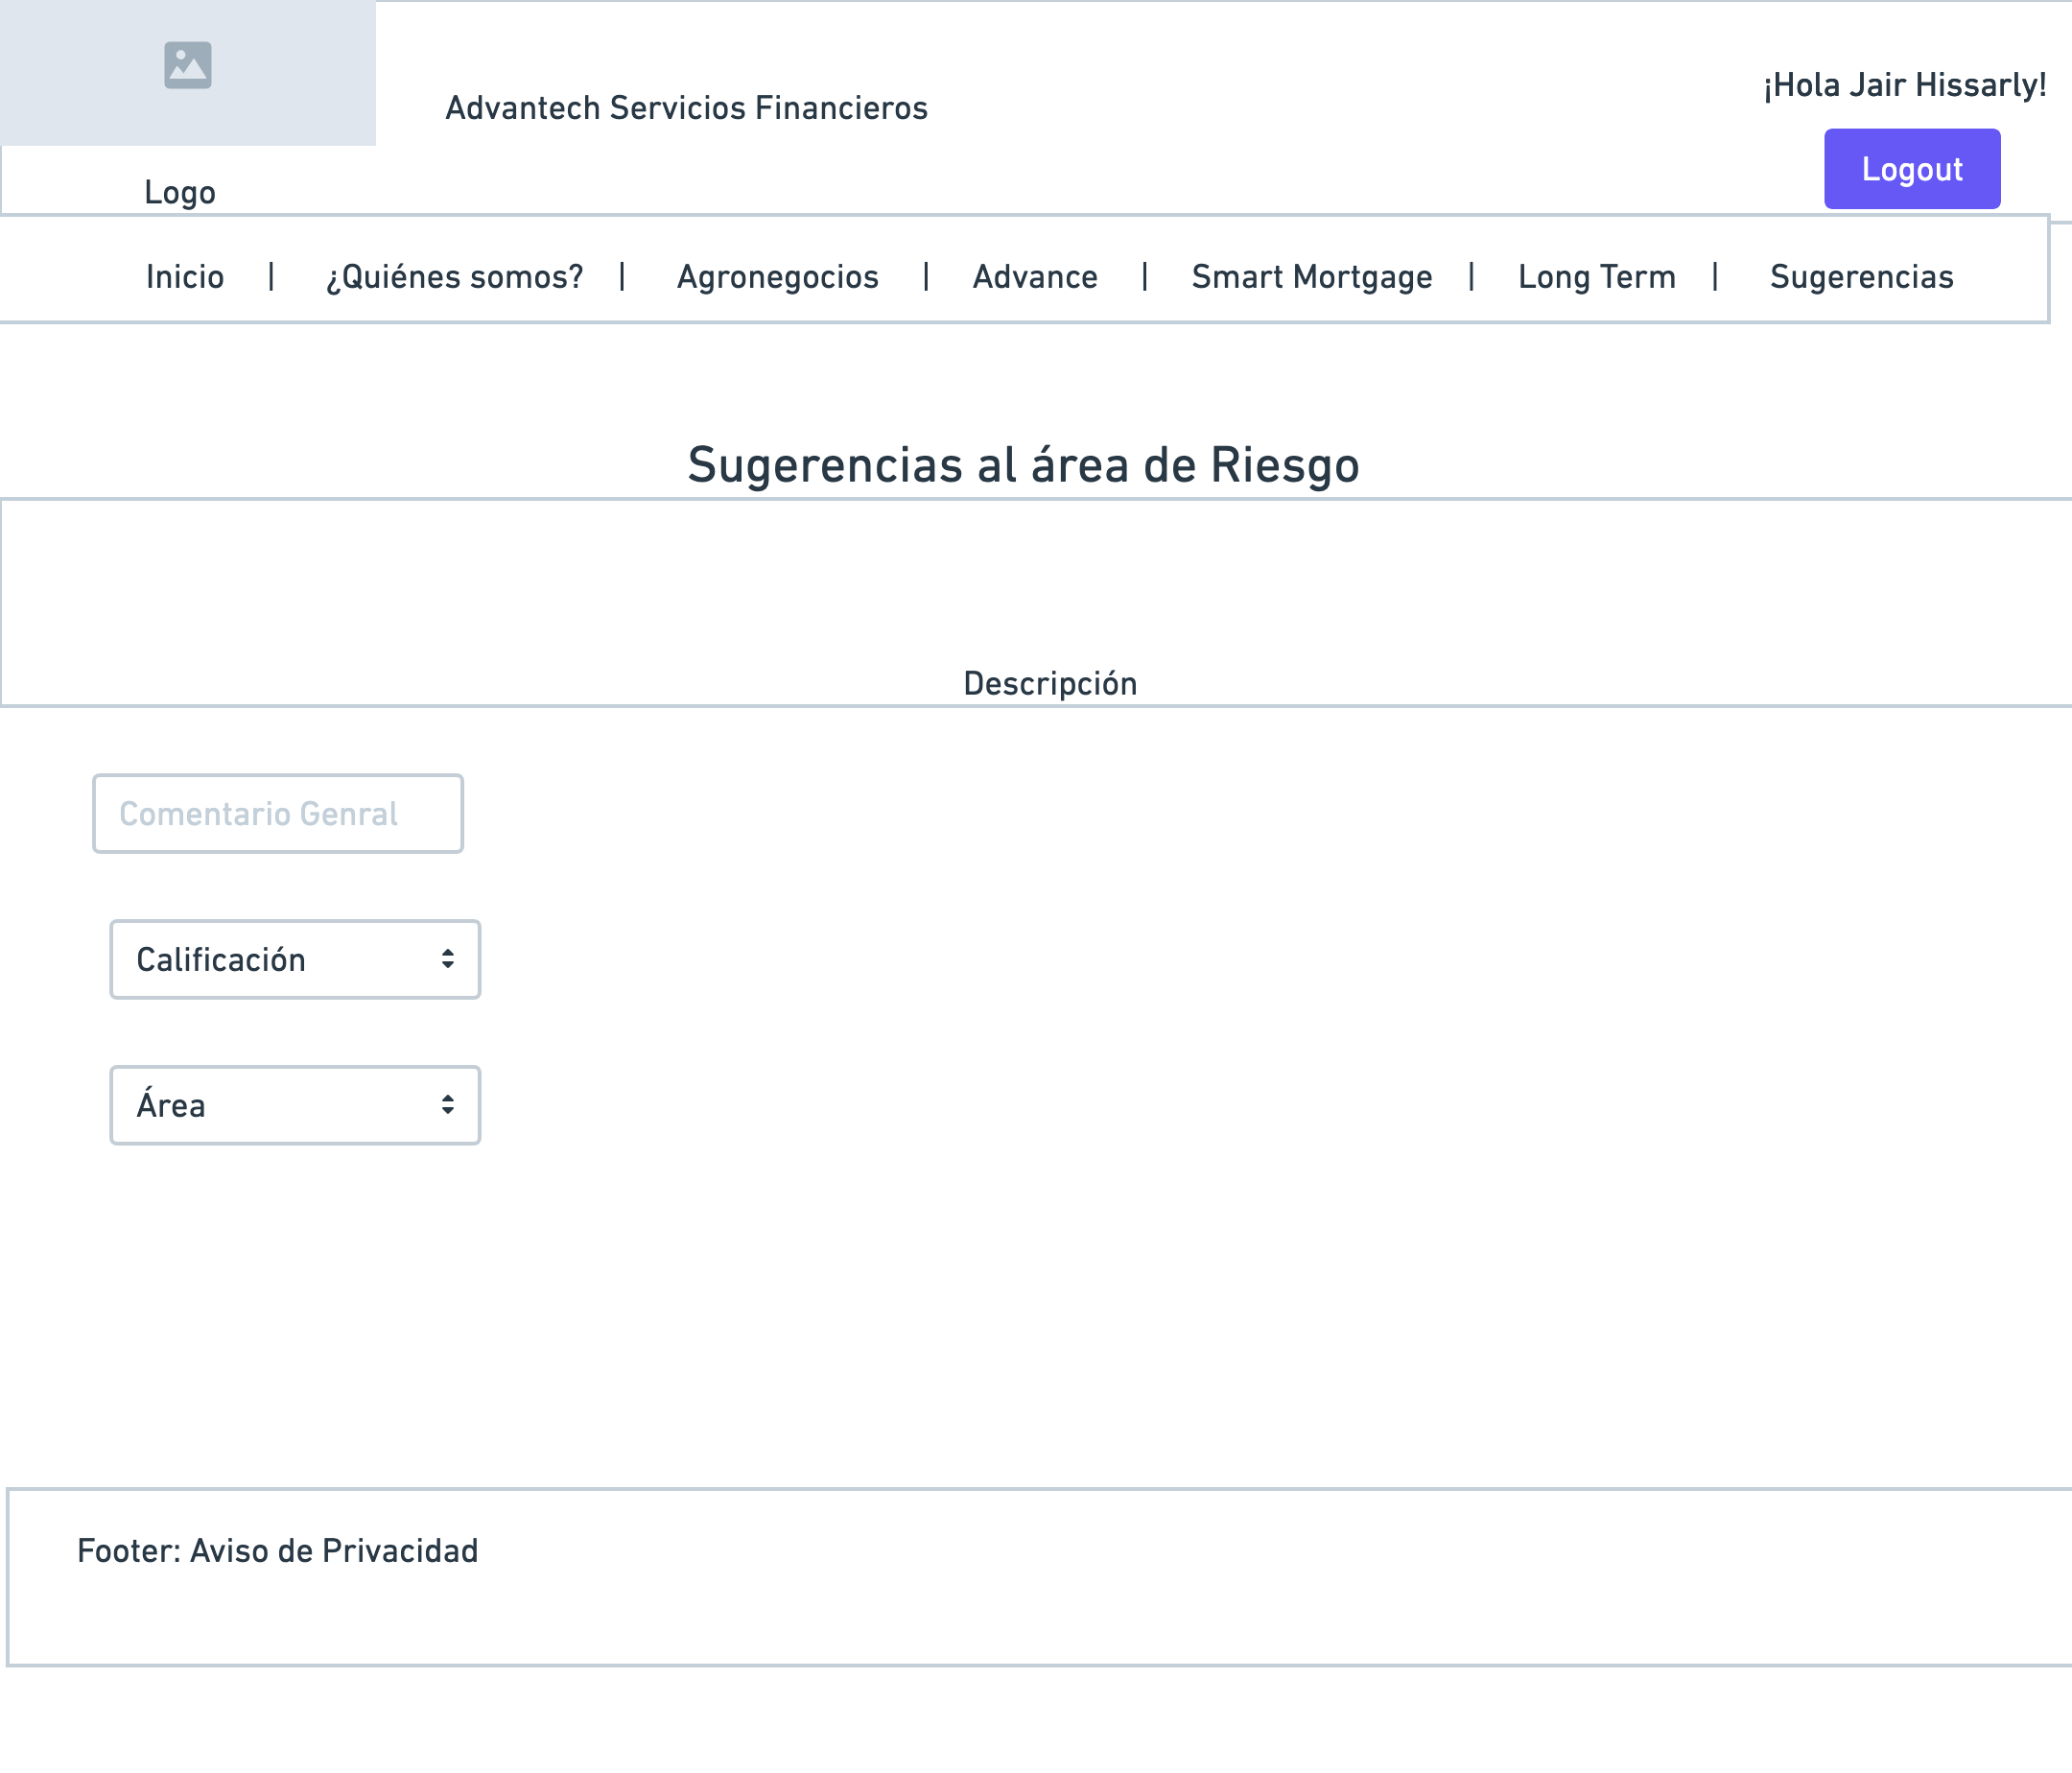 Advantech Servicios Financieros
¡Hola Jair Hissarly!
Logout
Logo
Inicio | ¿Quiénes somos? | Agronegocios | Advance | Smart Mortgage | Long Term | Sugerencias
Sugerencias al área de Riesgo
Descripción
Comentario Genral
Calificación
Área
Footer: Aviso de Privacidad